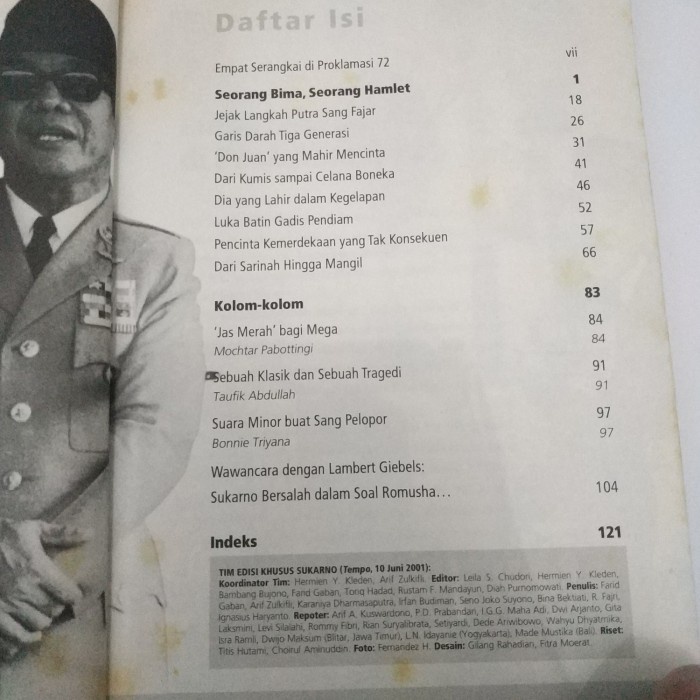 Daftar Isi
Empat Serangkai di Proklamasi 72 vii
Seorang Bima, Seorang Hamlet 1
Jejak Langkah Putra Sang Fajar 18
Garis Darah Tiga Generasi 26
'Don Juan' yang Mahir Mencinta 31
Dari Kumis sampai Celana Boneka 41
Dia yang Lahir dalam Kegelapan 46
Luka Batin Gadis Pendiam 52
Pencinta Kemerdekaan yang Tak Konsekuen 57
Dari Sarinah Hingga Mangil 66
Kolom-kolom 83
'Jas Merah' bagi Mega 84
Mochtar Pabottingi 84
Sebuah Klasik dan Sebuah Tragedi 91
Taufik Abdullah 91
Suara Minor buat Sang Pelopor 97
Bonnie Triyana 97
Wawancara dengan Lambert Giebels:
Sukarno Bersalah dalam Soal Romusha... 104
Indeks 121
TIM EDISI KHUSUS SUKARNO (Tempo, 10 Juni 2001):
Koordinator Tim: Hermien Y. Kleden, Arif Zulkifli. Editor: Leila S. Chudori, Hermien Y. Kleden,
Bambang Bujono, Farid Gaban, Toriq Hadad, Rustam F. Mandayun, Diah Purnomowati. Penulis: Farid
Gaban, Arif Zulkifli, Karaniya Dharmasaputra, Irfan Budiman, Seno Joko Suyono, Bina Bektiati, R. Fajri,
Ignasius Haryanto. Repoter: Arif A. Kuswardono, P.D. Prabandari, I.G.G. Maha Adi, Dwi Arjanto, Gita
Laksmini, Levi Silalahi, Rommy Fibri, Rian Suryalibrata, Setiyardi, Dede Ariwibowo, Wahyu Dhyatmika,
Ibra Ramli, Dwijo Maksum (Blitar, Jawa Timur), L.N. Idayanie (Yogyakarta), Made Mustika (Bali). Riset:
Titis Hutami, Choirul Aminuddin. Foto: Fernandez H. Desain: Gilang Rahadian, Fitra Moerat.